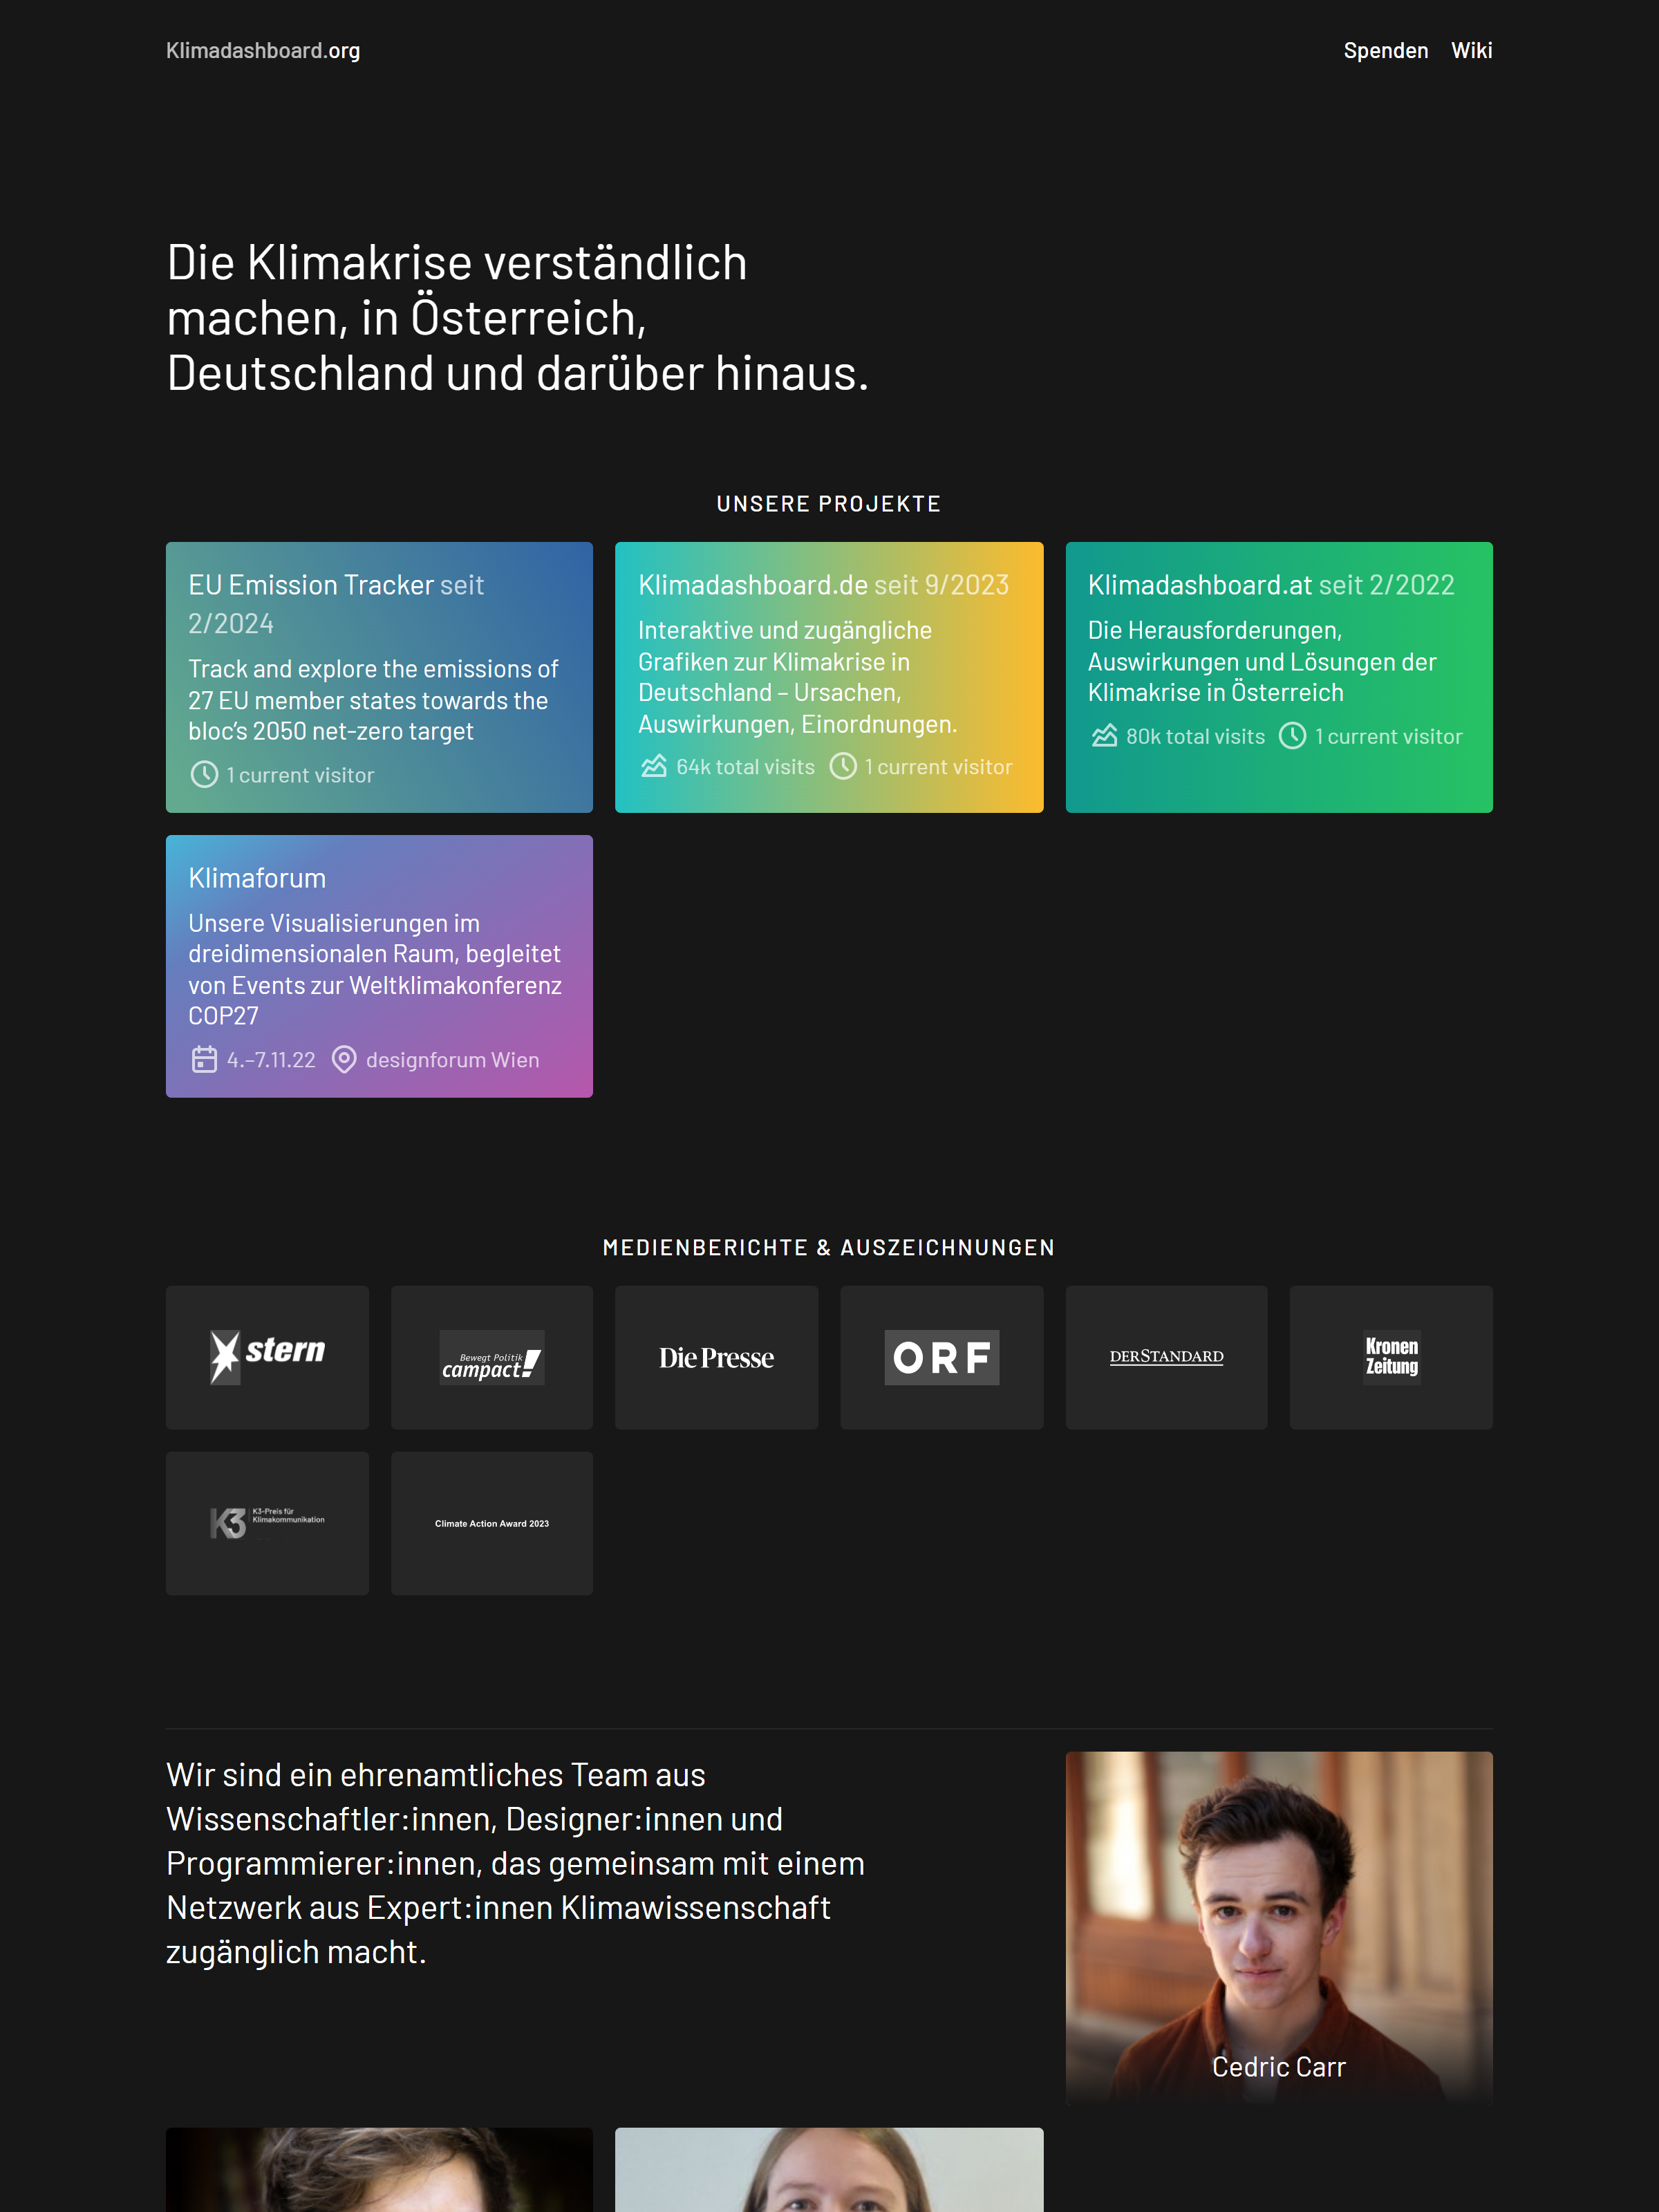 Klimadashboard.org
Spenden Wiki
Die Klimakrise verständlich
machen, in Österreich,
Deutschland und darüber hinaus.
UNSERE PROJEKTE
EU Emission Tracker seit
2/2024
Track and explore the emissions of
27 EU member states towards the
bloc’s 2050 net-zero target
1 current visitor
Klimadashboard.de seit 9/2023
Interaktive und zugängliche
Grafiken zur Klimakrise in
Deutschland – Ursachen,
Auswirkungen, Einordnungen.
64k total visits 1 current visitor
Klimadashboard.at seit 2/2022
Die Herausforderungen,
Auswirkungen und Lösungen der
Klimakrise in Österreich
80k total visits 1 current visitor
Klimaforum
Unsere Visualisierungen im
dreidimensionalen Raum, begleitet
von Events zur Weltklimakonferenz
COP27
4.–7.11.22 designforum Wien
MEDIENBERICHTE & AUSZEICHNUNGEN
stern
Bewegt Politik
campact!
Die Presse
ORF
DERSTANDARD
Kronen
Zeitung
K3 K3-Preis für
Klimakommunikation
Climate Action Award 2023
Wir sind ein ehrenamtliches Team aus
Wissenschaftler:innen, Designer:innen und
Programmierer:innen, das gemeinsam mit einem
Netzwerk aus Expert:innen Klimawissenschaft
zugänglich macht.
Cedric Carr